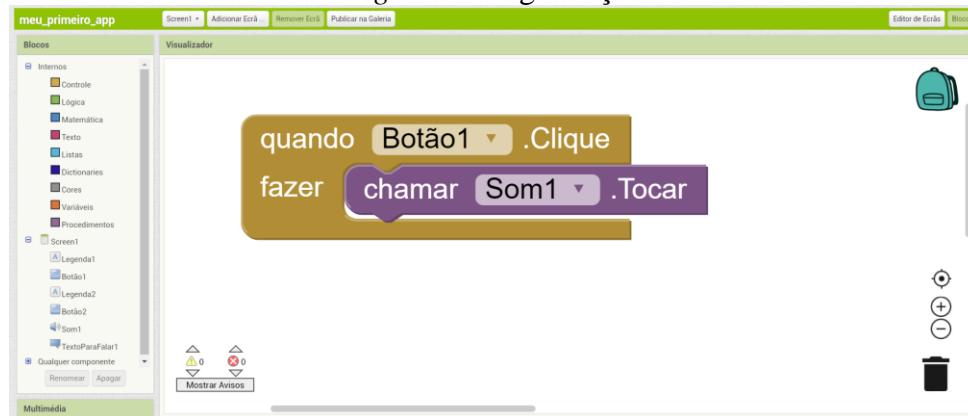 meu_primeiro_app
Screen1
Adicionar Ecrã ...
Remover Ecrã
Publicar na Galeria
Editor de Ecrãs
Bloco
Blocos
Visualizador
Internos
Controle
Lógica
Matemática
Texto
Listas
Dictionaries
Cores
Variáveis
Procedimentos
Screen1
Legenda1
Botão1
Legenda2
Botão2
Som1
TextoParaFalar1
Qualquer componente
Renomear
Apagar
Multimédia
quando Botão1 .Clique
fazer chamar Som1 .Tocar
0
0
Mostrar Avisos